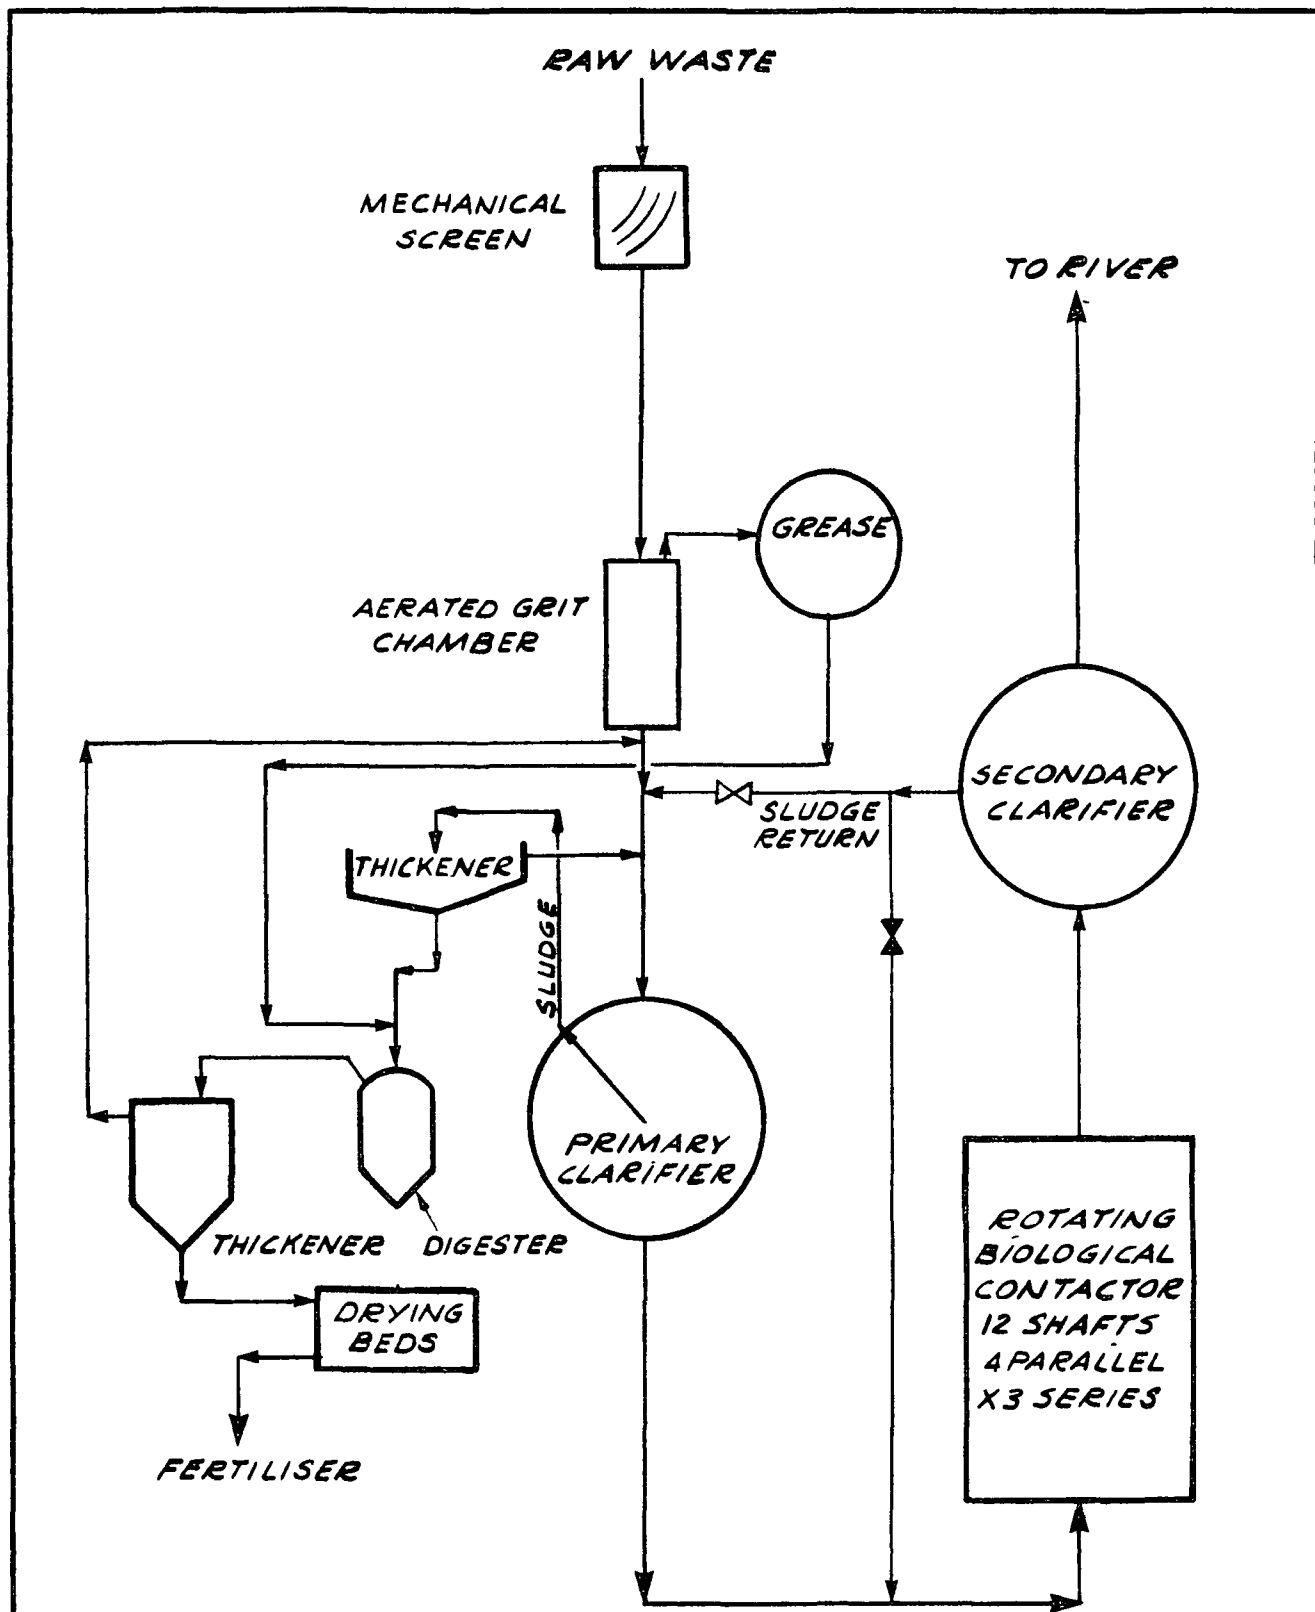 RAW WASTE
MECHANICAL
SCREEN
TO RIVER
GREASE
AERATED GRIT
CHAMBER
SECONDARY
CLARIFIER
SLUDGE
RETURN
THICKENER
SLUDGE
PRIMARY
CLARIFIER
ROTATING
BIOLOGICAL
CONTACTOR
12 SHAFTS
4 PARALLEL
X3 SERIES
THICKENER
DIGESTER
DRYING
BEDS
FERTILISER